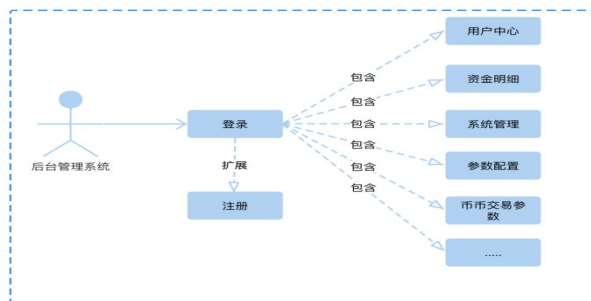 用户中心
包含
资金明细
包含
登录
包含
系统管理
包含
后台管理系统
扩展
包含
参数配置
包含
注册
币币交易参
数
.....